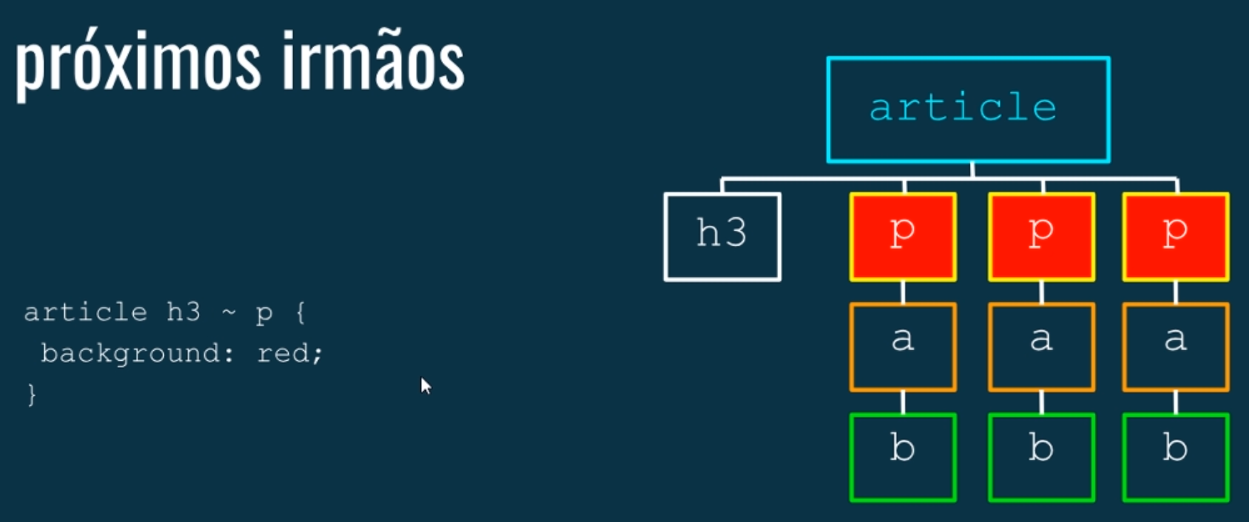 próximos irmãos
article
h3 p p p
article h3 ~ p {
background: red;
}
a a a
b b b